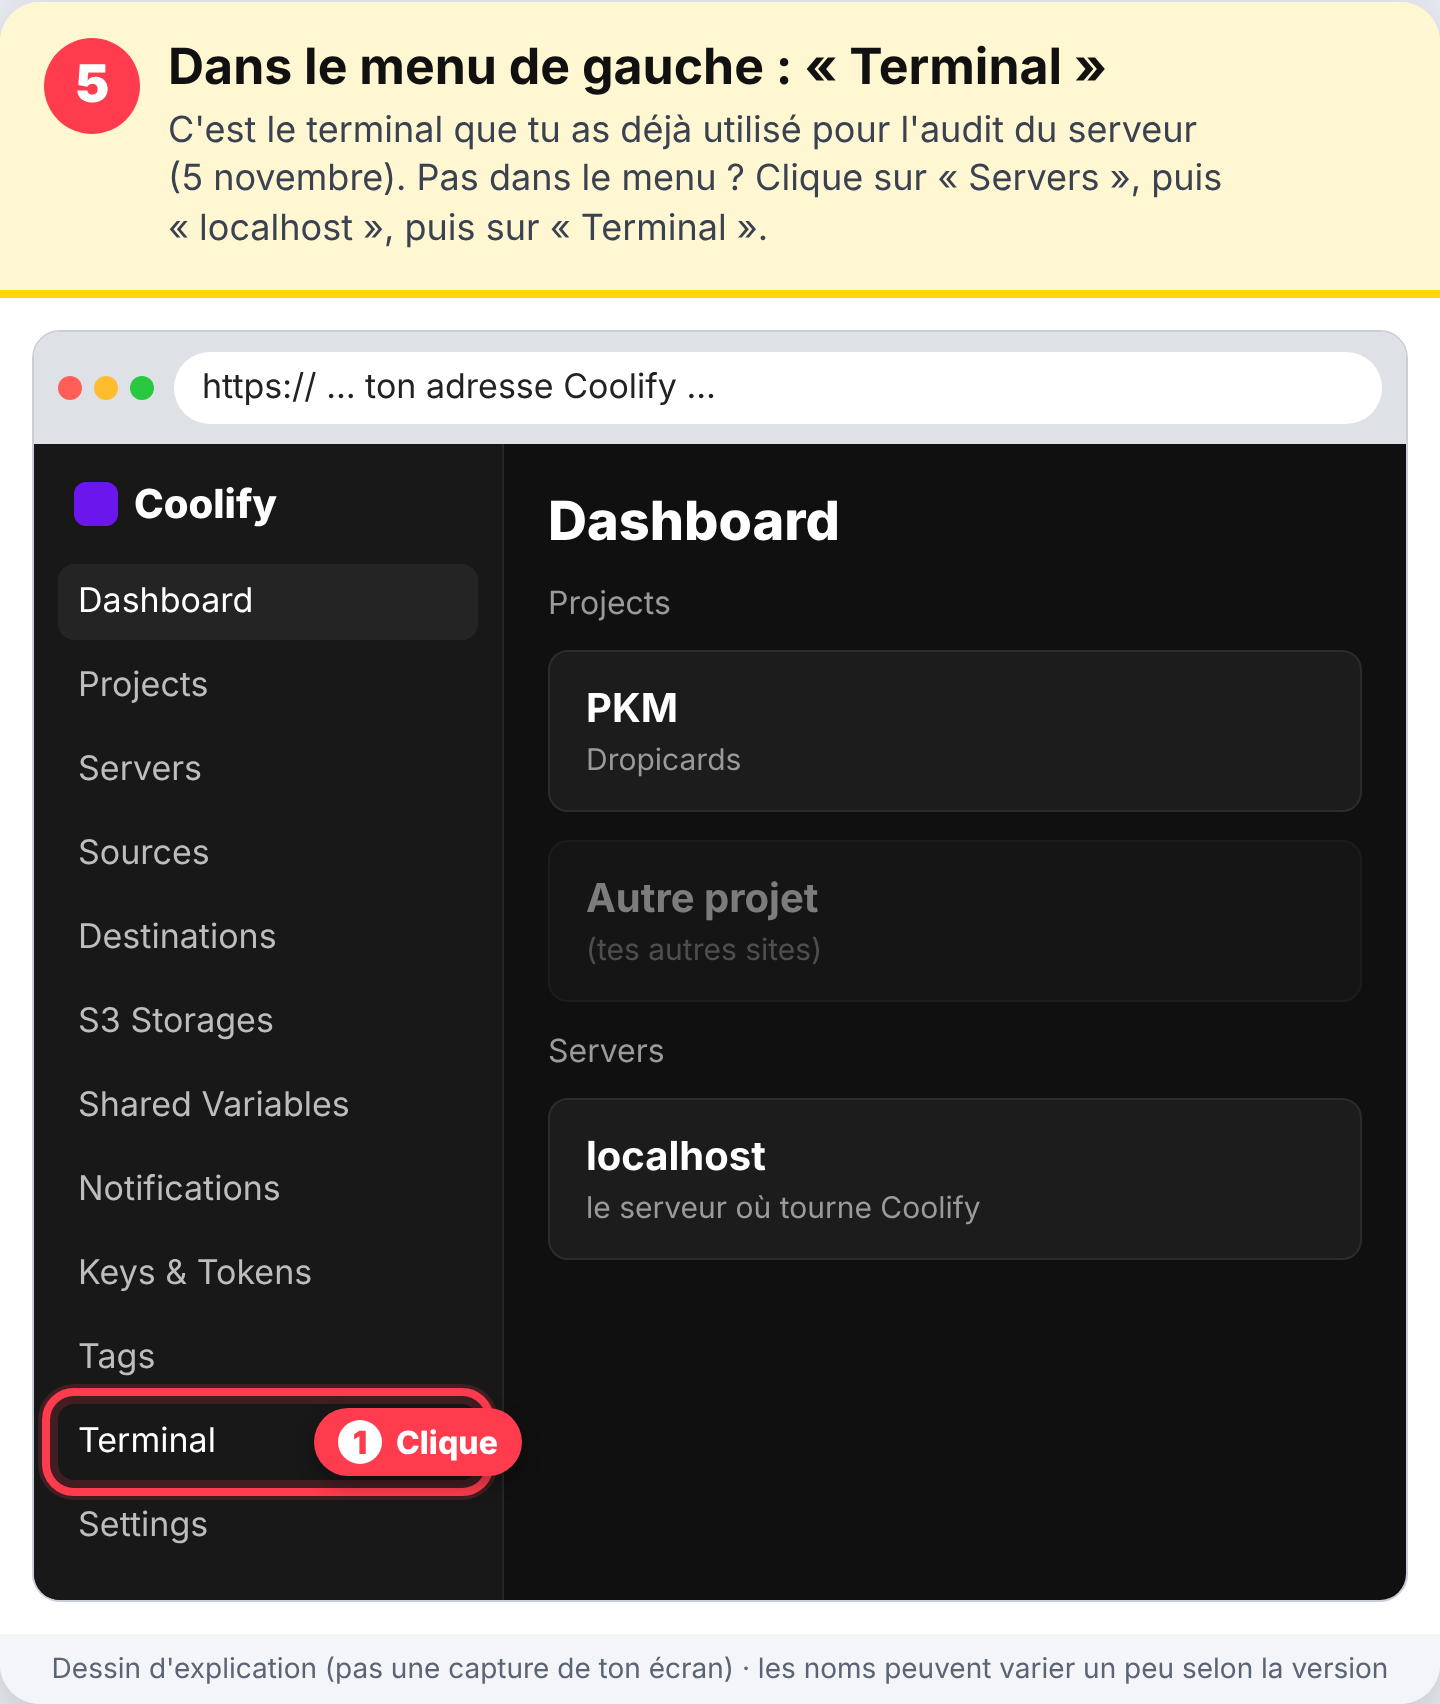 5
Dans le menu de gauche : « Terminal »
C'est le terminal que tu as déjà utilisé pour l'audit du serveur
(5 novembre). Pas dans le menu ? Clique sur « Servers », puis
« localhost », puis sur « Terminal ».
https:// ... ton adresse Coolify ...
Coolify
Dashboard
Projects
Servers
Sources
Destinations
S3 Storages
Shared Variables
Notifications
Keys & Tokens
Tags
Terminal
1 Clique
Settings
Dashboard
Projects
PKM
Dropicards
Autre projet
(tes autres sites)
Servers
localhost
le serveur où tourne Coolify
Dessin d'explication (pas une capture de ton écran) · les noms peuvent varier un peu selon la version